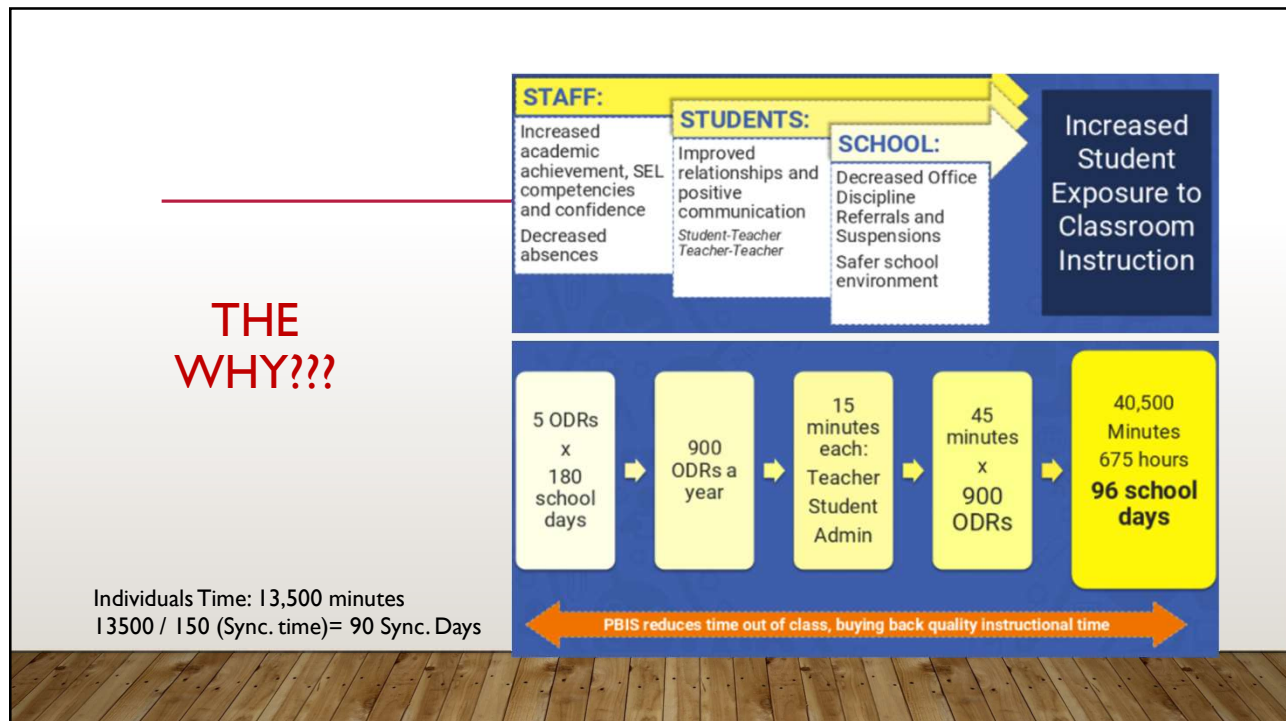 THE
WHY???
Individuals Time: 13,500 minutes
13500 / 150 (Sync. time)= 90 Sync. Days
STAFF:
Increased
academic
achievement, SEL
competencies
and confidence
Decreased
absences
STUDENTS:
Improved
relationships and
positive
communication
Student-Teacher
Teacher-Teacher
SCHOOL:
Decreased Office
Discipline
Referrals and
Suspensions
Safer school
environment
Increased
Student
Exposure to
Classroom
Instruction
5 ODRs
x
180
school
days
900
ODRs a
year
15
minutes
each:
Teacher
Student
Admin
45
minutes
x
900
ODRs
40,500
Minutes
675 hours
96 school
days
PBIS reduces time out of class, buying back quality instructional time